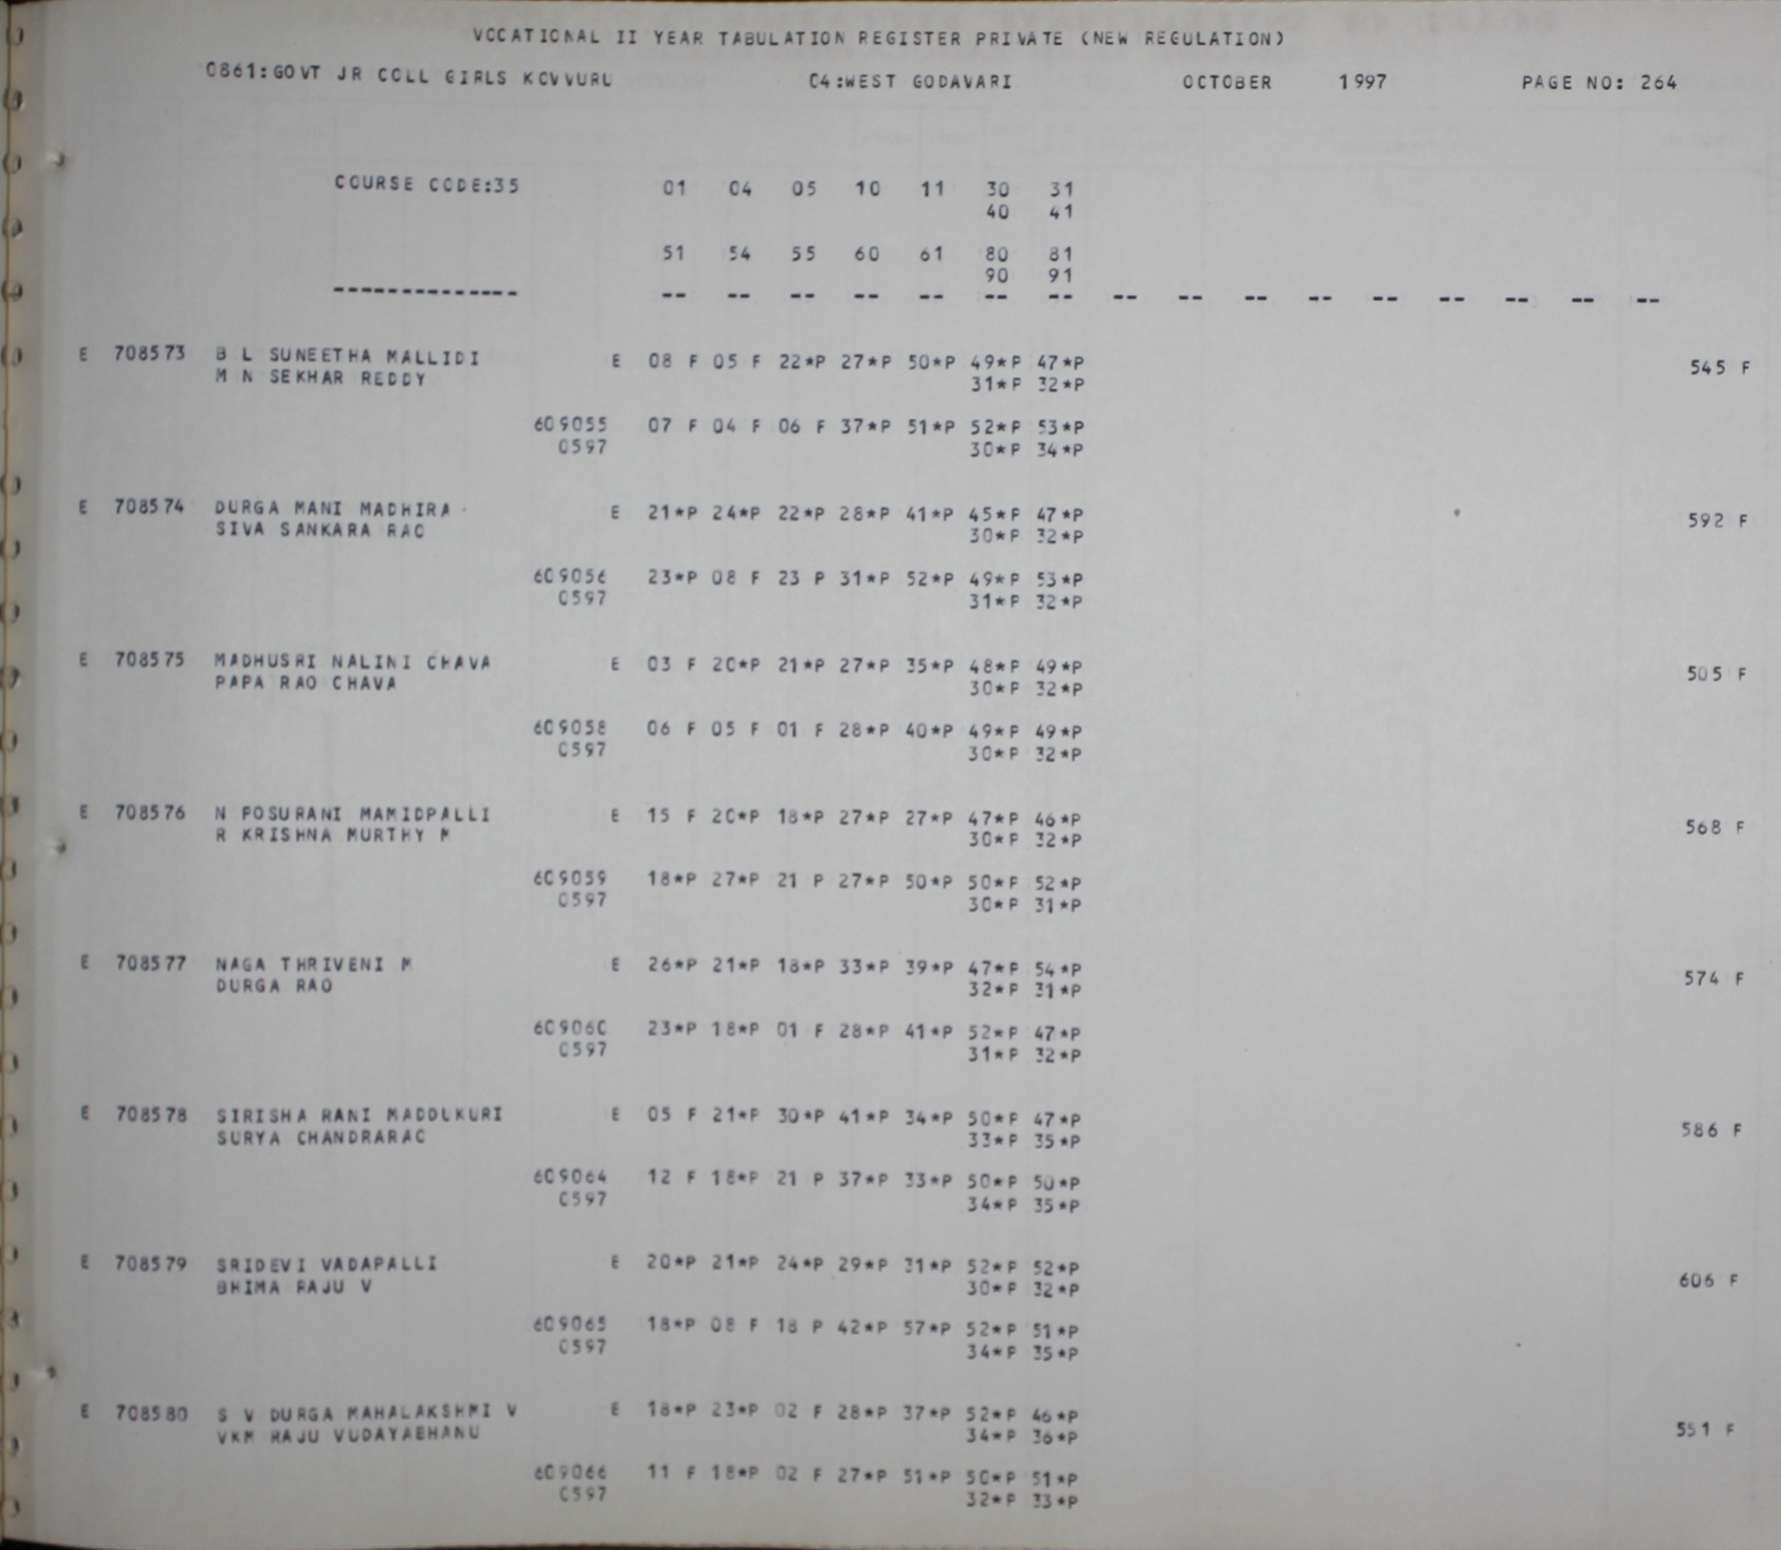 VOCATIONAL II YEAR TABULATION REGISTER PRIVATE (NEW REGULATION)
0861:GOVT JR COLL GIRLS KOVVURU 04:WEST GODAVARI OCTOBER 1997 PAGE NO: 264
COURSE CODE:35 01 04 05 10 11 30 31
40 41
51 54 55 60 61 80 81
90 91
-------------- -- -- -- -- -- -- -- -- -- -- -- -- -- -- -- --
E 708573 B L SUNEETHA MALLIDI E 08 F 05 F 22*P 27*P 50*P 49*P 47*P 545 F
M N SEKHAR REDDY 31*P 32*P
609055 07 F 04 F 06 F 37*P 51*P 52*P 53*P
0597 30*P 34*P
E 708574 DURGA MANI MADHIRA E 21*P 24*P 22*P 28*P 41*P 45*P 47*P 592 F
SIVA SANKARA RAO 30*P 32*P
609056 23*P 08 F 23 P 31*P 52*P 49*P 53*P
0597 31*P 32*P
E 708575 MADHUSRI NALINI CHAVA E 03 F 20*P 21*P 27*P 35*P 48*P 49*P 505 F
PAPA RAO CHAVA 30*P 32*P
609058 06 F 05 F 01 F 28*P 40*P 49*P 49*P
0597 30*P 32*P
E 708576 N POSURANI MAMIDPALLI E 15 F 20*P 18*P 27*P 27*P 47*P 46*P 568 F
R KRISHNA MURTHY M 30*P 32*P
609059 18*P 27*P 21 P 27*P 50*P 50*P 52*P
0597 30*P 31*P
E 708577 NAGA THRIVENI M E 26*P 21*P 18*P 33*P 39*P 47*P 54*P 574 F
DURGA RAO 32*P 31*P
609060 23*P 18*P 01 F 28*P 41*P 52*P 47*P
0597 31*P 32*P
E 708578 SIRISHA RANI MADDUKURI E 05 F 21*P 30*P 41*P 34*P 50*P 47*P 586 F
SURYA CHANDRARAO 33*P 35*P
609064 12 F 18*P 21 P 37*P 33*P 50*P 50*P
0597 34*P 35*P
E 708579 SRIDEVI VADAPALLI E 20*P 21*P 24*P 29*P 31*P 52*P 52*P 606 F
BHIMA RAJU V 30*P 32*P
609065 18*P 08 F 18 P 42*P 57*P 52*P 51*P
0597 34*P 35*P
E 708580 S V DURGA MAHALAKSHMI V E 18*P 23*P 02 F 28*P 37*P 52*P 46*P 551 F
VKM RAJU VUDAYABHANU 34*P 36*P
609066 11 F 18*P 02 F 27*P 51*P 50*P 51*P
0597 32*P 33*P